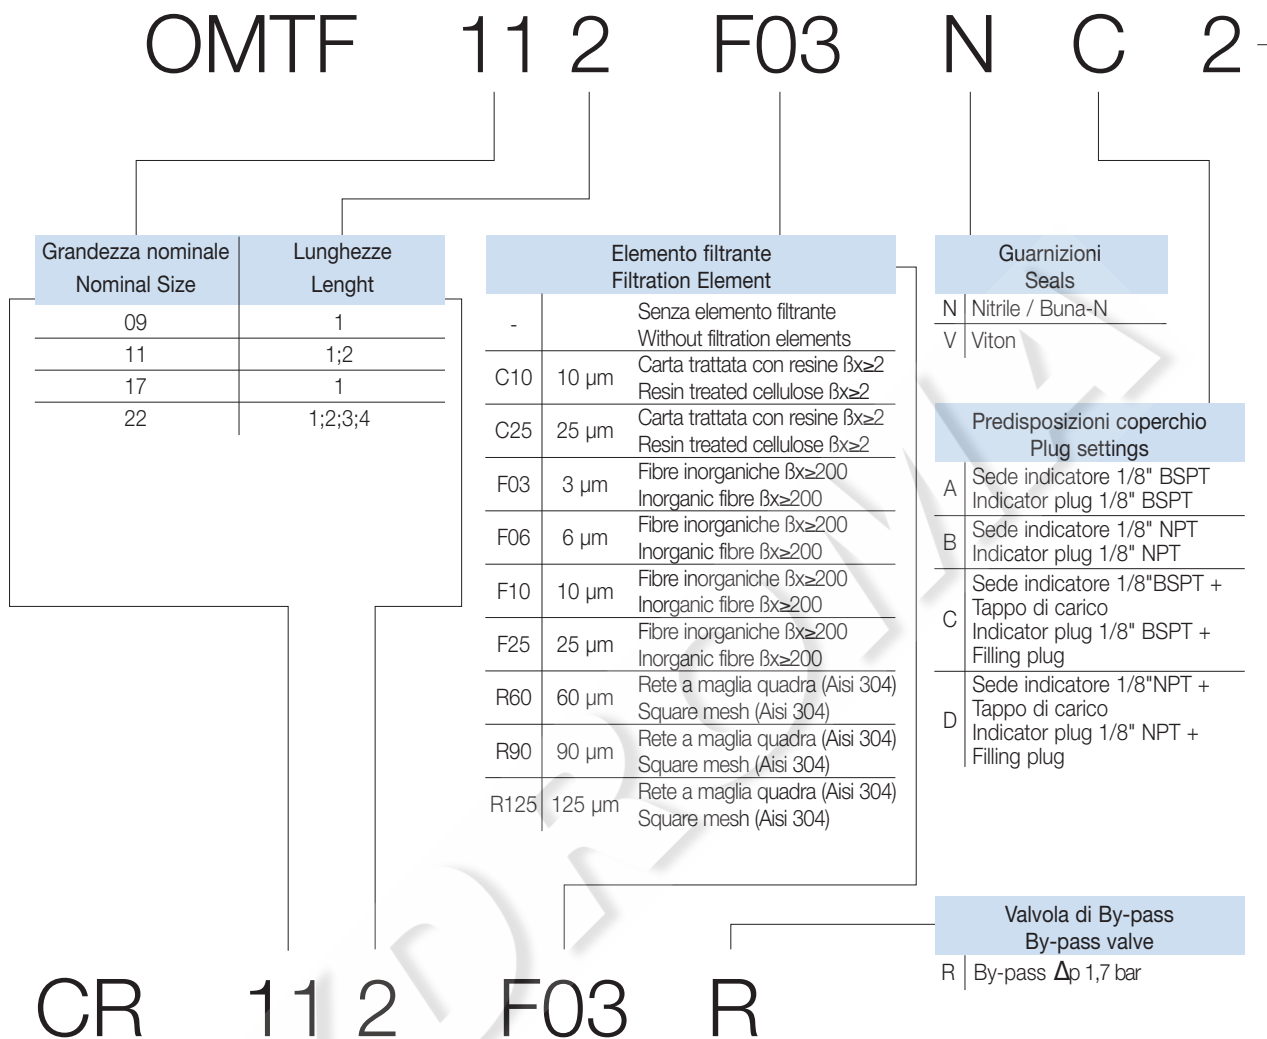 OMTF 11 2 F03 N C 2 -
Grandezza nominale
Nominal Size
Lunghezze
Lenght
09 1
11 1;2
17 1
22 1;2;3;4
Elemento filtrante
Filtration Element
- Senza elemento filtrante
Without filtration elements
C10 10 µm Carta trattata con resine ßx≥2
Resin treated cellulose ßx≥2
C25 25 µm Carta trattata con resine ßx≥2
Resin treated cellulose ßx≥2
F03 3 µm Fibre inorganiche ßx≥200
Inorganic fibre ßx≥200
F06 6 µm Fibre inorganiche ßx≥200
Inorganic fibre ßx≥200
F10 10 µm Fibre inorganiche ßx≥200
Inorganic fibre ßx≥200
F25 25 µm Fibre inorganiche ßx≥200
Inorganic fibre ßx≥200
R60 60 µm Rete a maglia quadra (Aisi 304)
Square mesh (Aisi 304)
R90 90 µm Rete a maglia quadra (Aisi 304)
Square mesh (Aisi 304)
R125 125 µm Rete a maglia quadra (Aisi 304)
Square mesh (Aisi 304)
Guarnizioni
Seals
N Nitrile / Buna-N
V Viton
Predisposizioni coperchio
Plug settings
A Sede indicatore 1/8" BSPT
Indicator plug 1/8" BSPT
B Sede indicatore 1/8" NPT
Indicator plug 1/8" NPT
C Sede indicatore 1/8"BSPT +
Tappo di carico
Indicator plug 1/8" BSPT +
Filling plug
D Sede indicatore 1/8"NPT +
Tappo di carico
Indicator plug 1/8" NPT +
Filling plug
Valvola di By-pass
By-pass valve
R By-pass Δp 1,7 bar
CR 11 2 F03 R